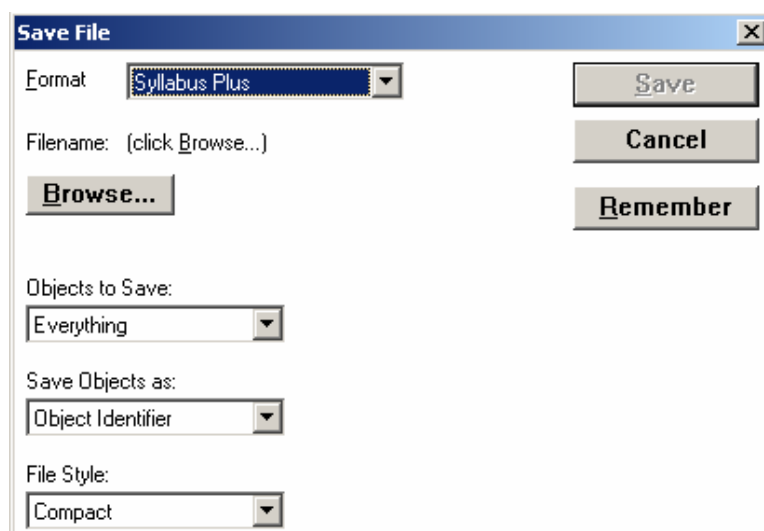 Save File
Format Syllabus Plus Save
Filename: (click Browse...) Cancel
Browse... Remember
Objects to Save:
Everything
Save Objects as:
Object Identifier
File Style:
Compact